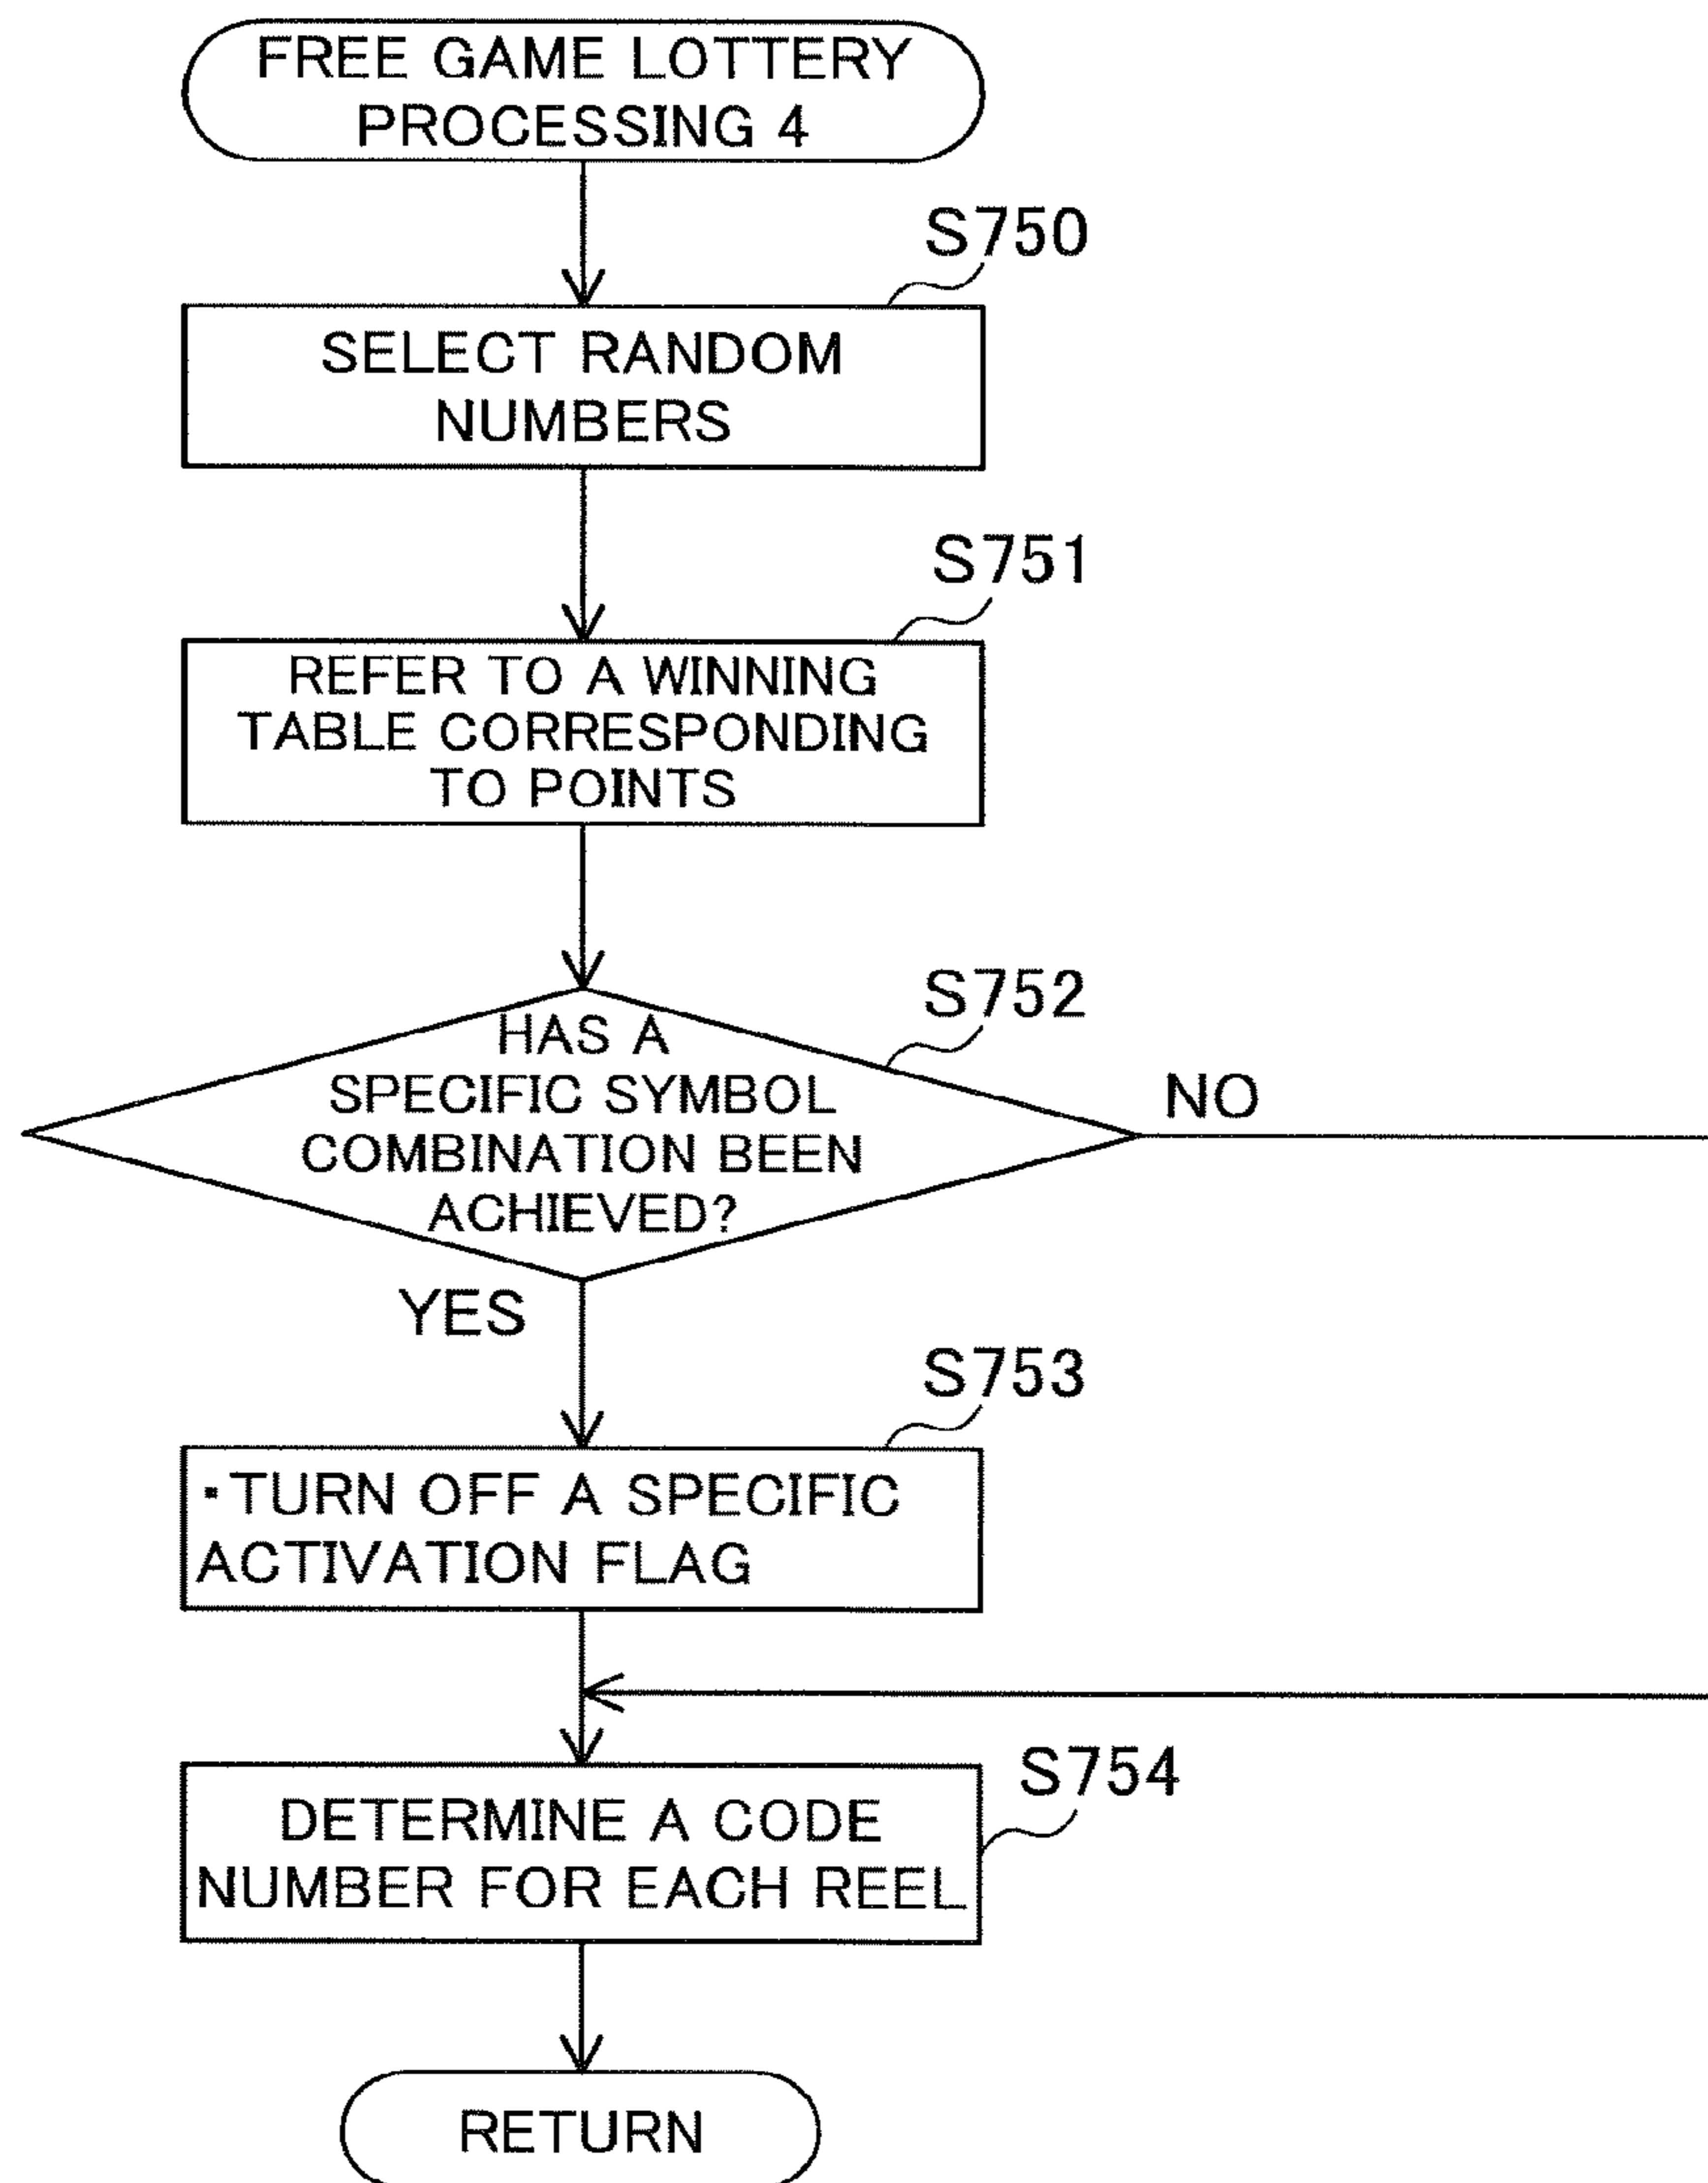 FREE GAME LOTTERY
PROCESSING 4
S750
SELECT RANDOM
NUMBERS
S751
REFER TO A WINNING
TABLE CORRESPONDING
TO POINTS
S752
HAS A
SPECIFIC SYMBOL
COMBINATION BEEN
ACHIEVED?
NO
YES
S753
・TURN OFF A SPECIFIC
ACTIVATION FLAG
S754
DETERMINE A CODE
NUMBER FOR EACH REEL
RETURN